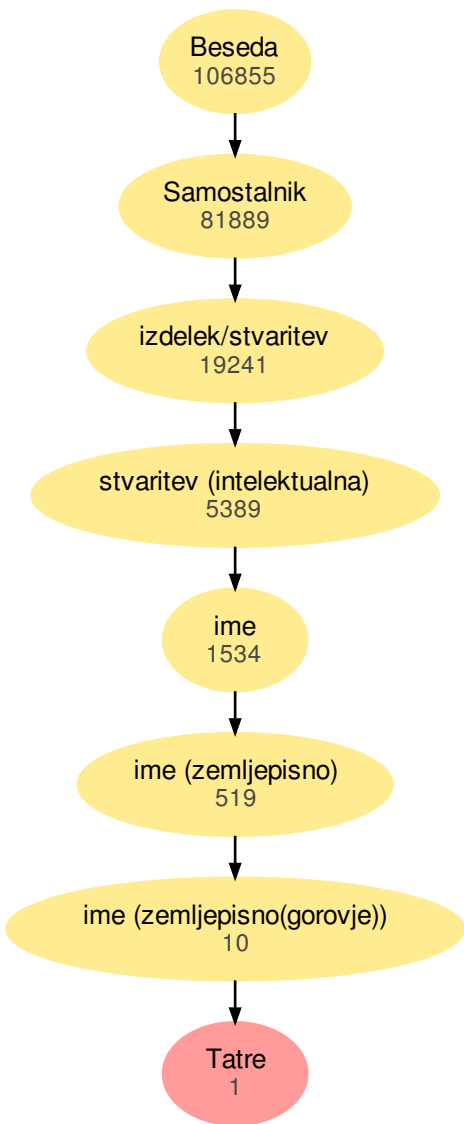 Beseda
106855
Samostalnik
81889
izdelek/stvaritev
19241
stvaritev (intelektualna)
5389
ime
1534
ime (zemljepisno)
519
ime (zemljepisno(gorovje))
10
Tatre
1